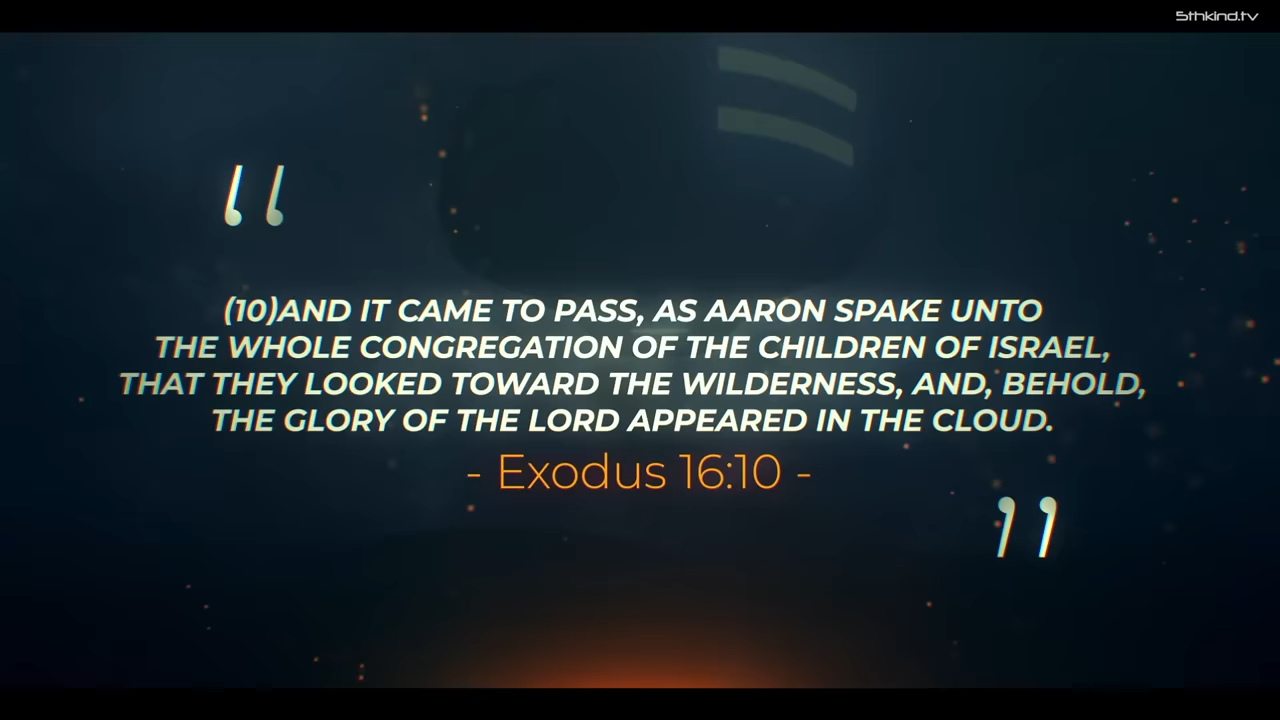 5thkind.tv
“
(10)AND IT CAME TO PASS, AS AARON SPAKE UNTO
THE WHOLE CONGREGATION OF THE CHILDREN OF ISRAEL,
THAT THEY LOOKED TOWARD THE WILDERNESS, AND, BEHOLD,
THE GLORY OF THE LORD APPEARED IN THE CLOUD.
- Exodus 16:10 -
”